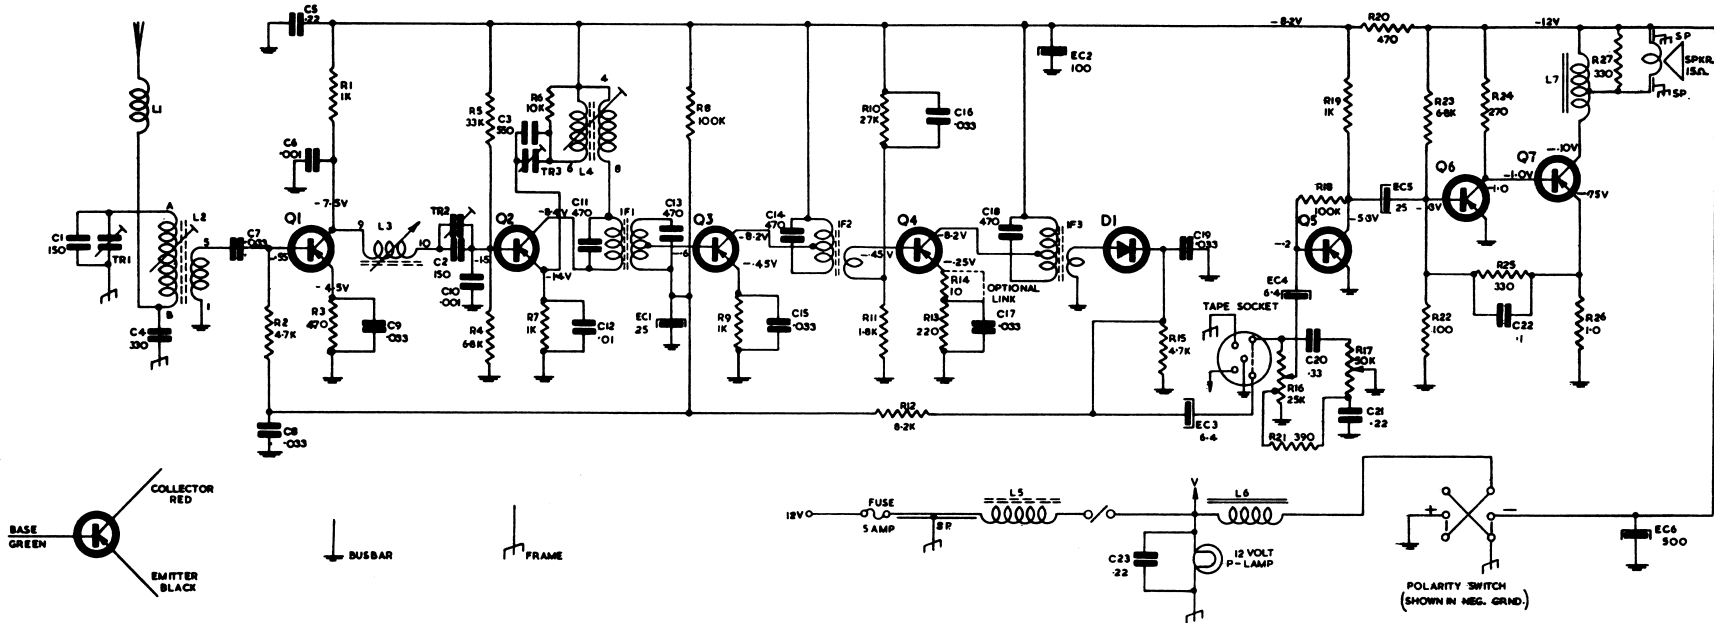 C5
.22
-8.2V
R20
470
-12V
SP
R27
330
SPKR.
15Ω.
SP.
L7
EC2
100
L1
R1
1K
R5
33K
R6
10K
4
C3
550
R8
100K
R10
27K
C16
.033
R19
1K
R23
6.8K
R24
270
C6
.001
TR3
6
L4
8
-7.5V
-.10V
Q7
Q6
-1.0V
1.0
.75V
A
L2
C1
150
TR1
5
C7
.033
Q1
.55
9
L3
10
TR2
C2
150
.15
Q2
-8.4V
C11
470
IF1
C13
470
Q3
-8.2V
C14
470
IF2
Q4
-8.2V
C18
470
IF3
D1
C19
.033
R18
100K
-5.3V
EC5
25
.3V
Q5
-.2
.6
-.45V
-.45V
-.25V
-1.4V
-4.5V
C10
.001
1
B
C4
330
R2
4.7K
R3
470
C9
.033
R4
6.8K
R7
1K
C12
.01
EC1
25
R9
1K
C15
.033
R11
1.8K
R14
10
R13
220
OPTIONAL
LINK
C17
.033
R15
4.7K
EC4
6.4
TAPE SOCKET
R16
25K
C20
.33
R17
50K
C21
.22
R21 390
R22
100
R25
330
C22
.1
R26
1.0
C8
.033
R12
8.2K
EC3
6.4
COLLECTOR
RED
BASE
GREEN
EMITTER
BLACK
BUSBAR
FRAME
12V
FUSE
5 AMP
S.P.
L5
V
L6
C23
.22
12 VOLT
P-LAMP
+
-
EC6
500
POLARITY SWITCH
(SHOWN IN NEG. GRND.)